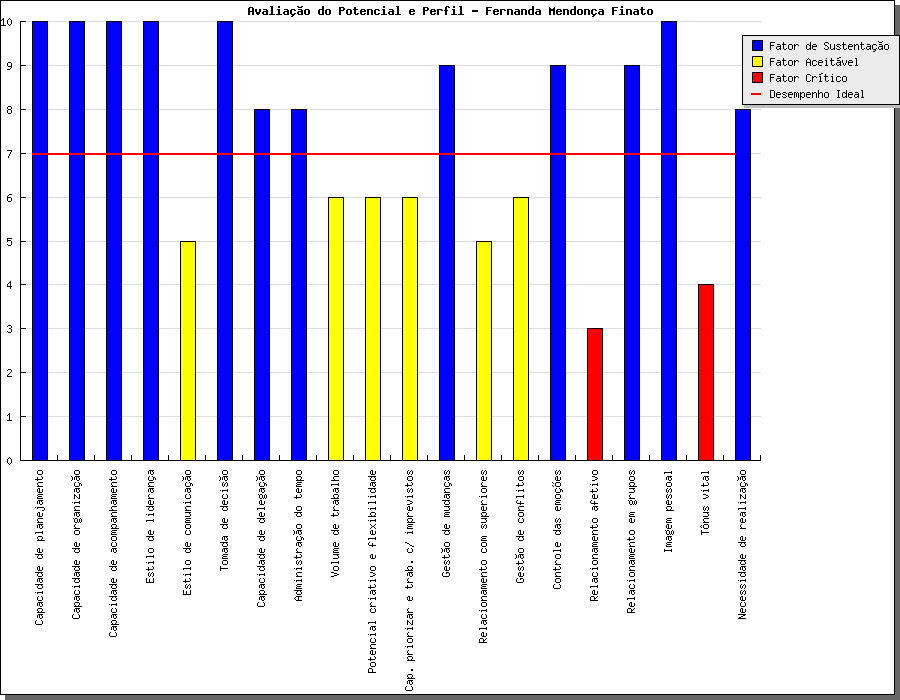 Avaliação do Potencial e Perfil - Fernanda Mendonça Finato
Fator de Sustentação
Fator Aceitável
Fator Crítico
Desempenho Ideal
10
9
8
7
6
5
4
3
2
1
0
Capacidade de planejamento
Capacidade de organização
Capacidade de acompanhamento
Estilo de liderança
Estilo de comunicação
Tomada de decisão
Capacidade de delegação
Administração do tempo
Volume de trabalho
Potencial criativo e flexibilidade
Cap. priorizar e trab. c/ imprevistos
Gestão de mudanças
Relacionamento com superiores
Gestão de conflitos
Controle das emoções
Relacionamento afetivo
Relacionamento em grupos
Imagem pessoal
Tônus vital
Necessidade de realização